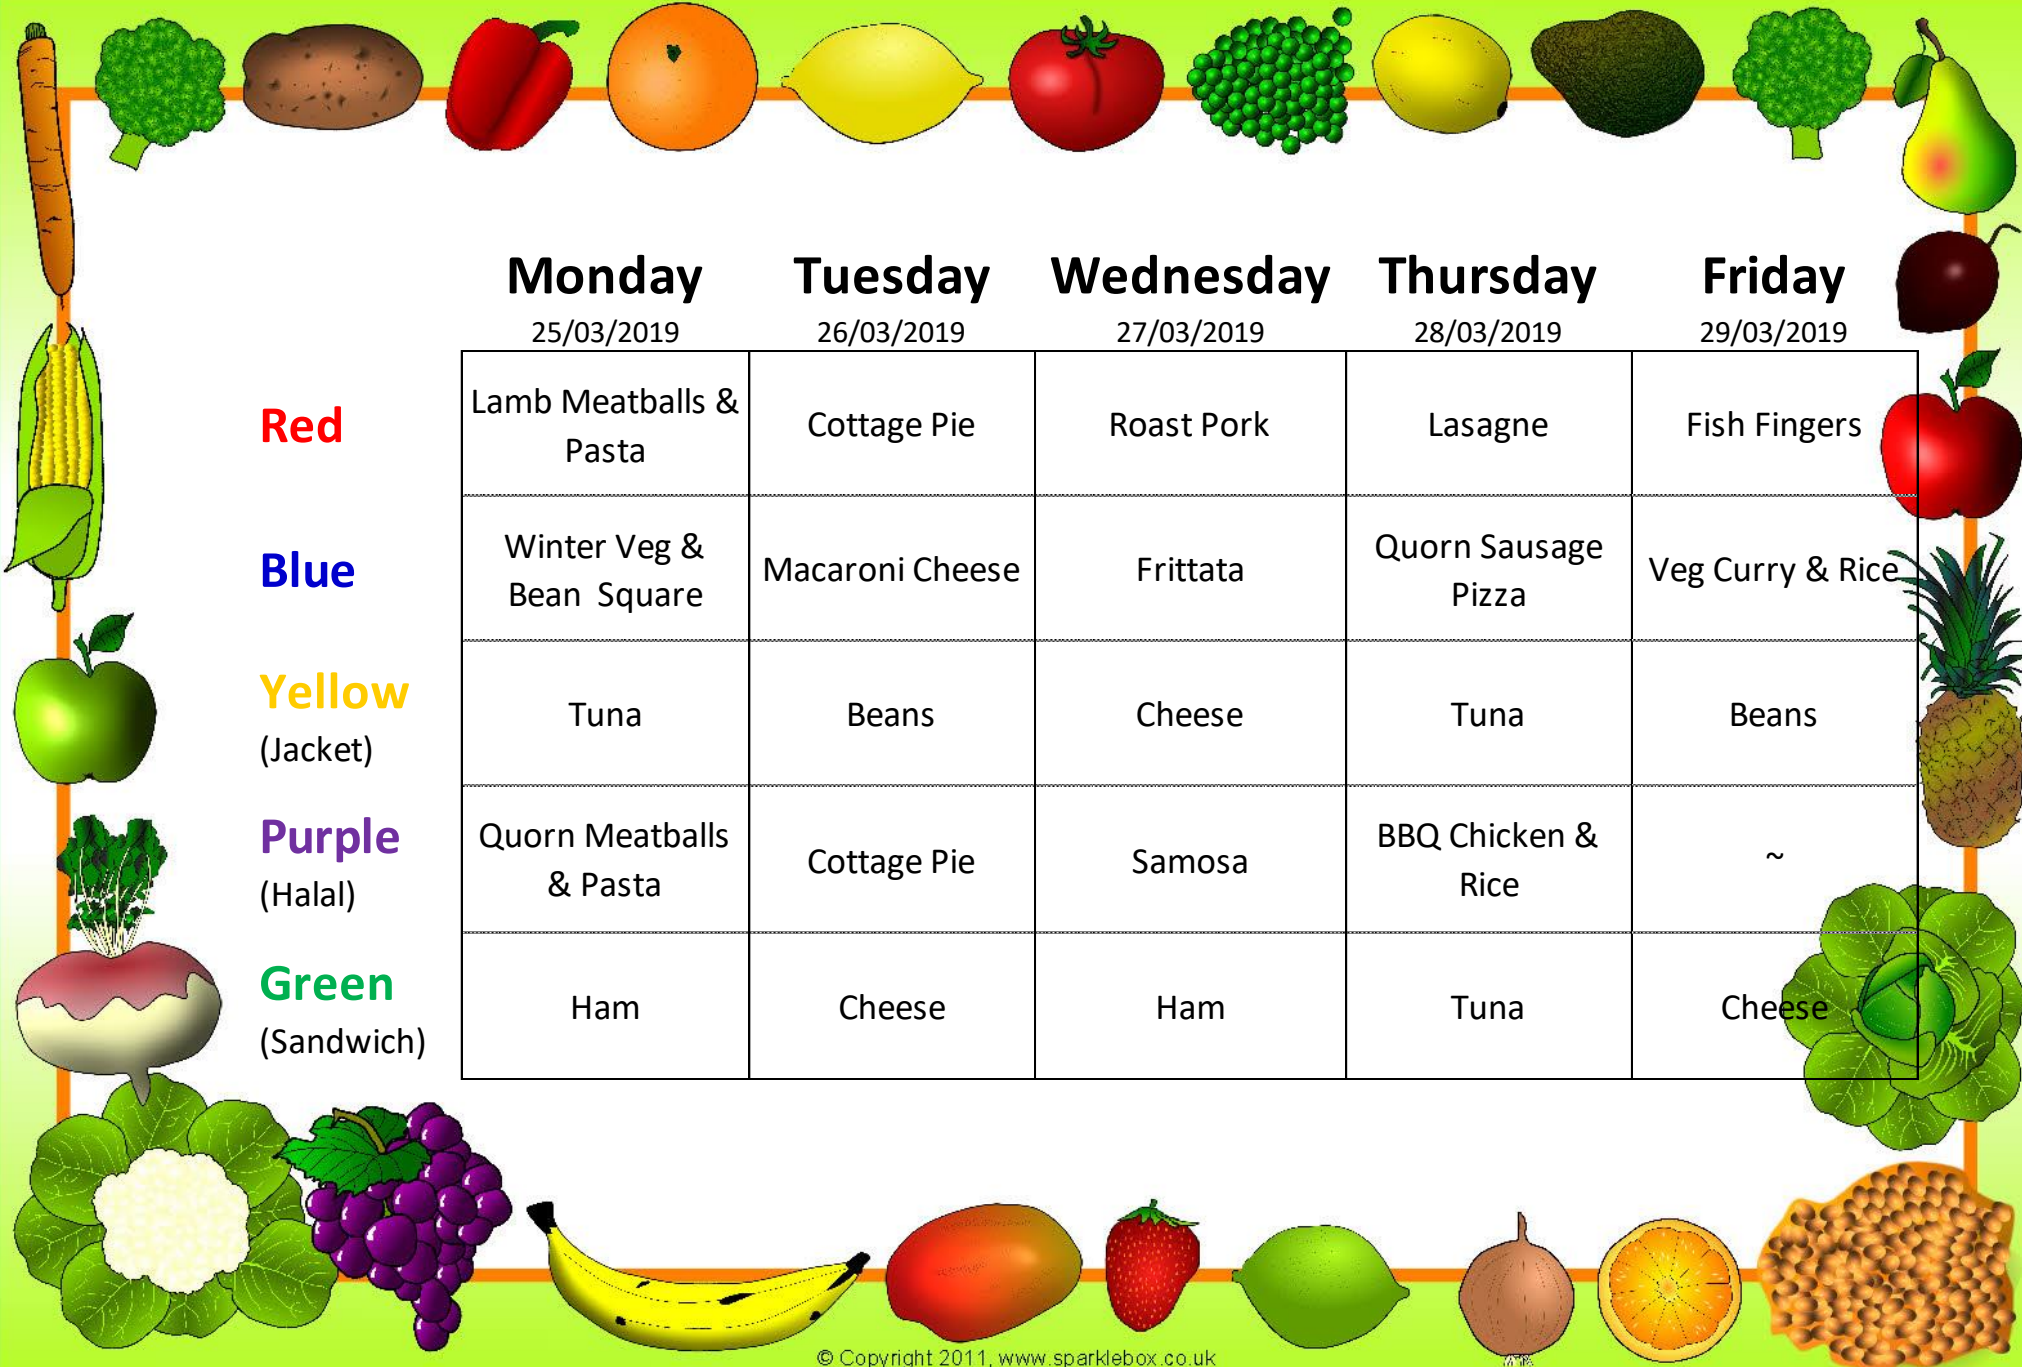 Monday Tuesday Wednesday Thursday Friday
25/03/2019 26/03/2019 27/03/2019 28/03/2019 29/03/2019
Red
Lamb Meatballs &
Pasta
Cottage Pie
Roast Pork
Lasagne
Fish Fingers
Blue
Winter Veg &
Bean Square
Macaroni Cheese
Frittata
Quorn Sausage
Pizza
Veg Curry & Rice
Yellow
(Jacket)
Tuna
Beans
Cheese
Tuna
Beans
Purple
(Halal)
Quorn Meatballs
& Pasta
Cottage Pie
Samosa
BBQ Chicken &
Rice
~
Green
(Sandwich)
Ham
Cheese
Ham
Tuna
Cheese
© Copyright 2011, www.sparklebox.co.uk